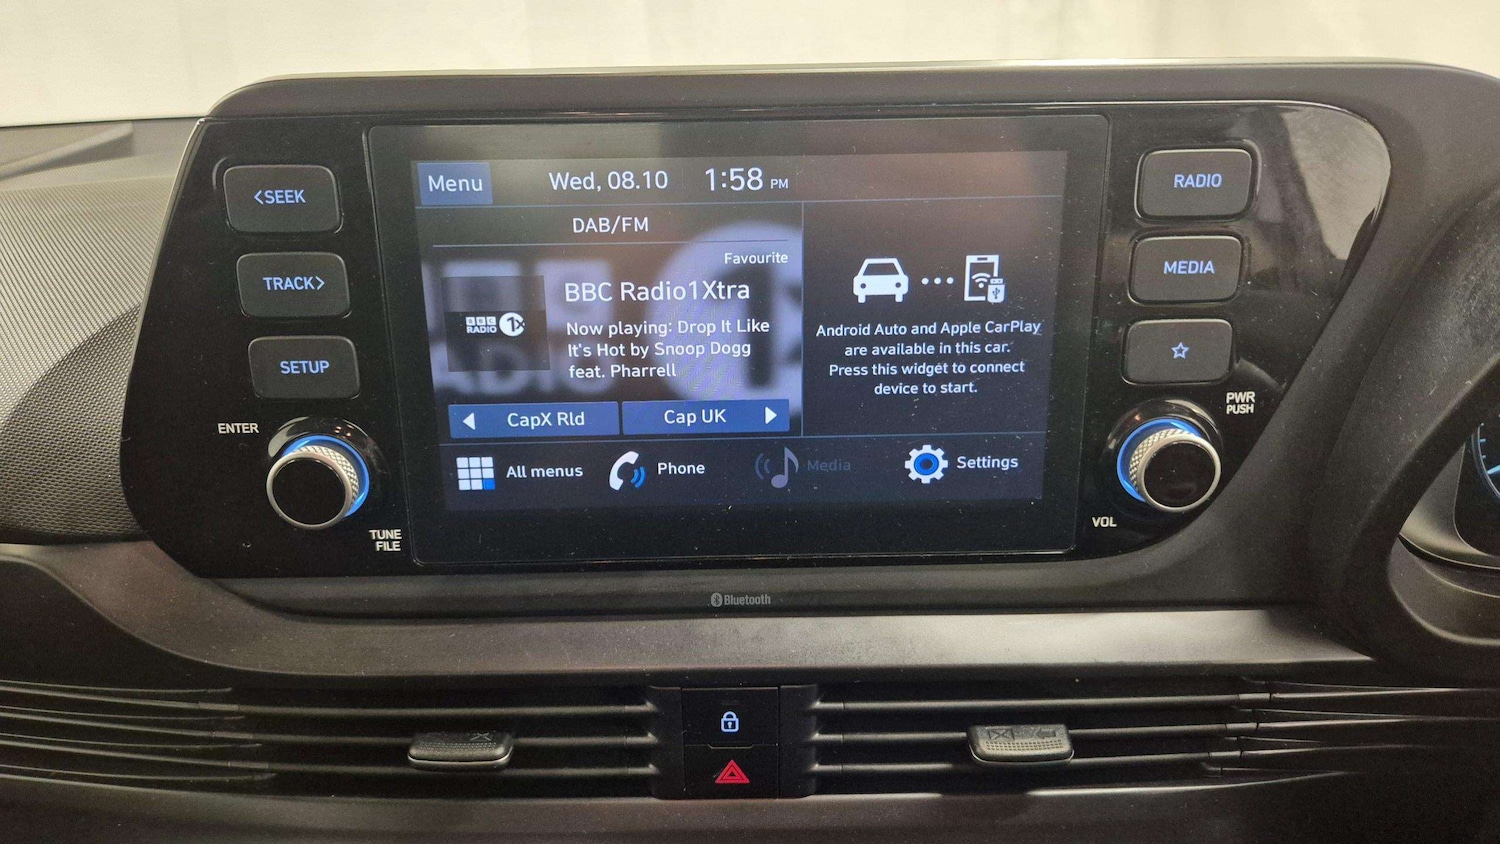 <SEEK
TRACK>
SETUP
ENTER
TUNE
FILE
Menu
Wed, 08.10
1:58 PM
DAB/FM
Favourite
BBC Radio1Xtra
BBC
RADIO 1X
Now playing: Drop It Like
It's Hot by Snoop Dogg
feat. Pharrell
CapX Rld
Cap UK
Android Auto and Apple CarPlay
are available in this car.
Press this widget to connect
device to start.
All menus
Phone
Media
Settings
RADIO
MEDIA
PWR
PUSH
VOL
Bluetooth